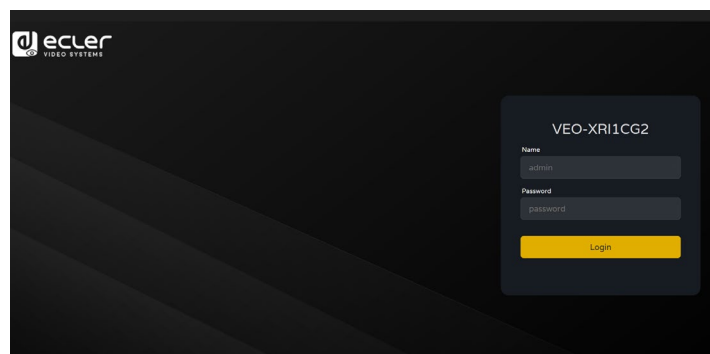 ecler
VIDEO SYSTEMS
VEO-XRI1CG2
Name
admin
Password
password
Login